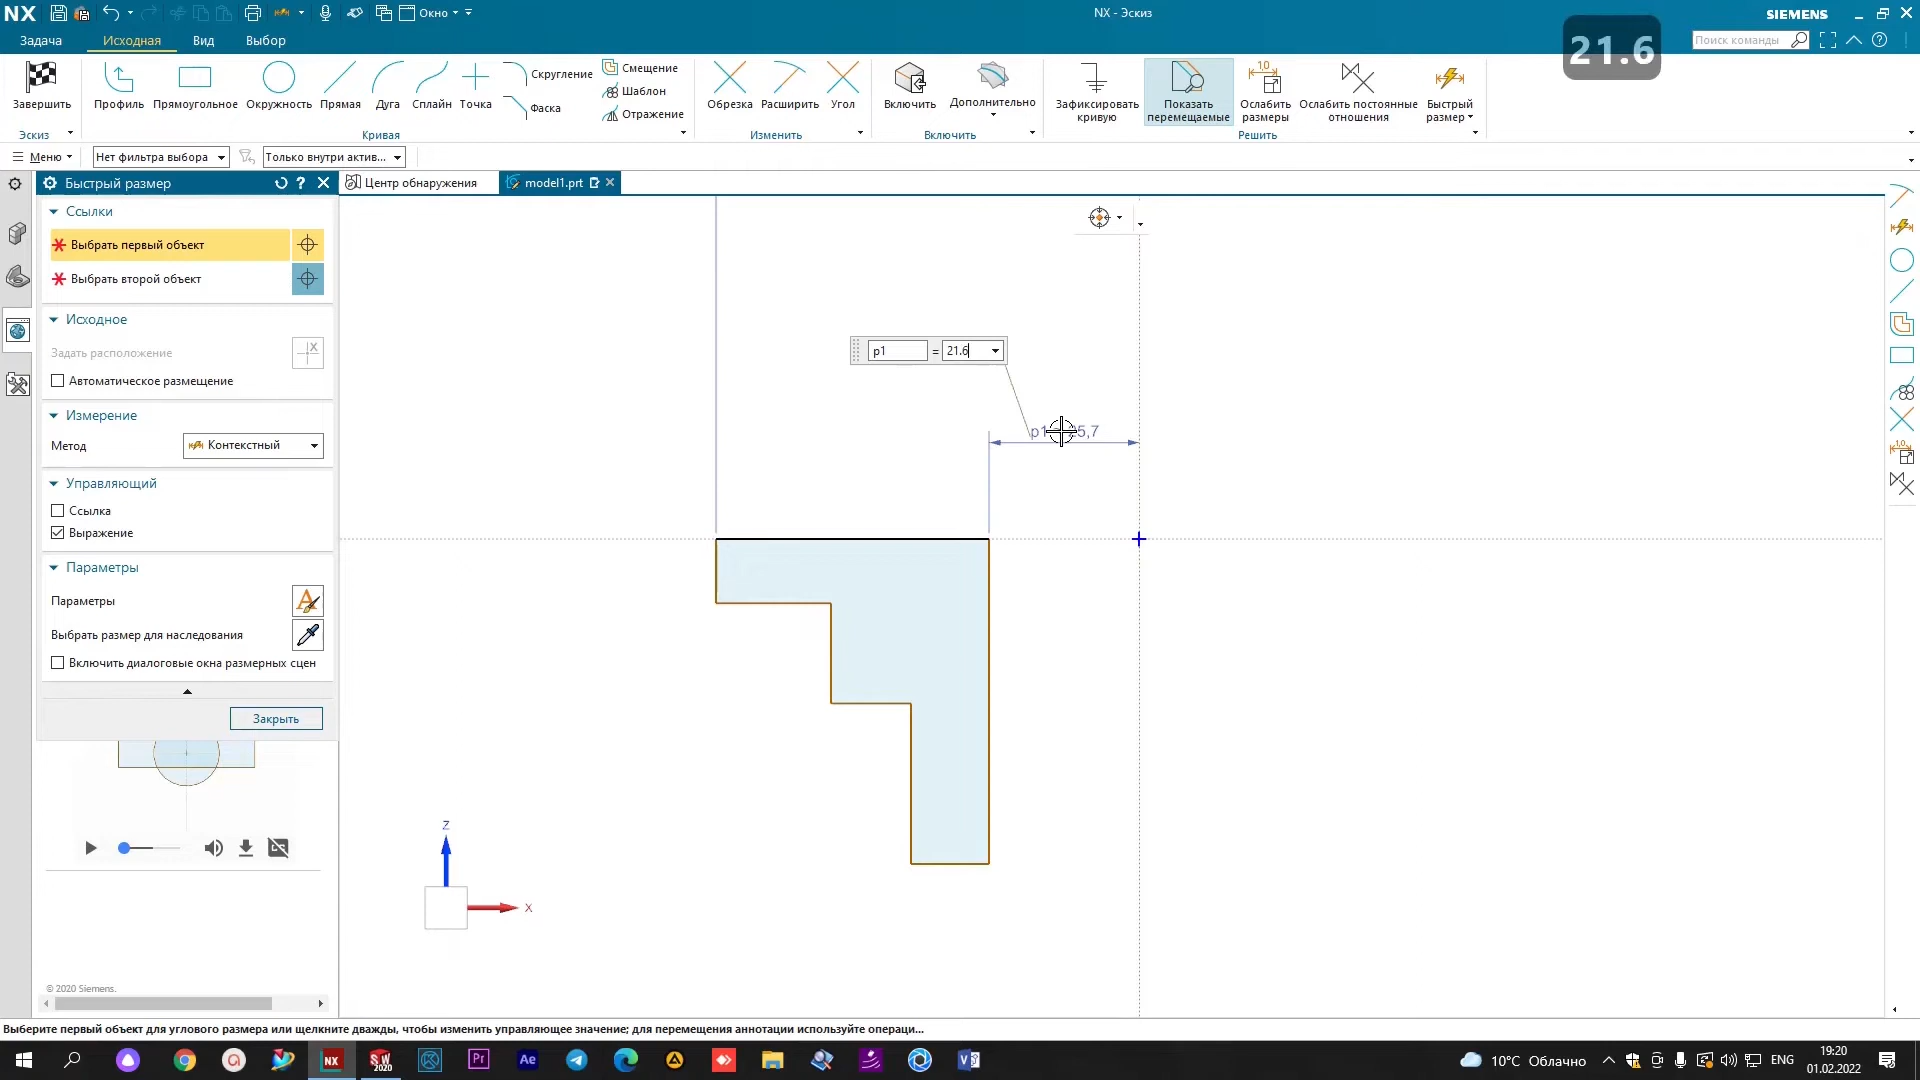 NX
Окно
NX - Эскиз
SIEMENS
Задача
Исходная
Вид
Выбор
21.6
Поиск команды
Завершить
Профиль
Прямоугольное
Окружность
Прямая
Дуга
Сплайн
Точка
Скругление
Фаска
Смещение
Шаблон
Отражение
Обрезка
Расширить
Угол
Включить
Дополнительно
Зафиксировать
кривую
Показать
перемещаемые
Ослабить
размеры
Ослабить постоянные
отношения
Быстрый
размер
Эскиз
Кривая
Изменить
Включить
Решить
Меню
Нет фильтра выбора
Только внутри актив...
Быстрый размер
Центр обнаружения
model1.prt
Ссылки
Выбрать первый объект
Выбрать второй объект
Исходное
Задать расположение
Автоматическое размещение
Измерение
Метод
Контекстный
Управляющий
Ссылка
Выражение
Параметры
Параметры
Выбрать размер для наследования
Включить диалоговые окна размерных сцен
Закрыть
© 2020 Siemens.
p1 = 21.6
Z
X
Выберите первый объект для углового размера или щелкните дважды, чтобы изменить управляющее значение; для перемещения аннотации используйте операци...
10°C Облачно
ENG
19:20
01.02.2022